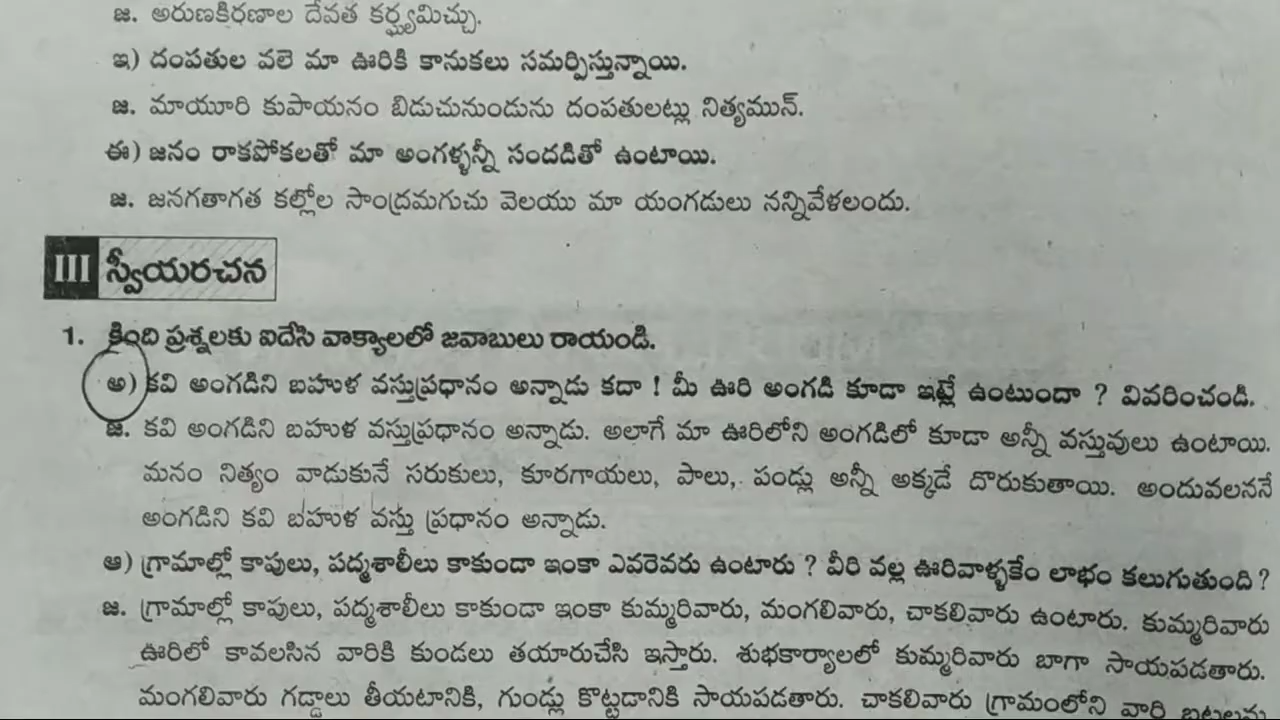 జ. అరుణకిరణాల దేవత కర్ఘ్యమిచ్చు.
ఇ) దంపతుల వలె మా ఊరికి కానుకలు సమర్పిస్తున్నాయి.
జ. మాయూరి కుపాయనం బిడుచునుండును దంపతులట్లు నిత్యమున్.
ఈ) జనం రాకపోకలతో మా అంగళ్ళన్నీ సందడితో ఉంటాయి.
జ. జనగతాగత కల్లోల సాంద్రమగుచు వెలయు మా యంగడులు నన్నివేళలందు.
III స్వీయరచన
1. క్రింది ప్రశ్నలకు ఐదేసి వాక్యాలలో జవాబులు రాయండి.
అ) కవి అంగడిని బహుళ వస్తుప్రధానం అన్నాడు కదా ! మీ ఊరి అంగడి కూడా ఇట్లే ఉంటుందా ? వివరించండి.
జ. కవి అంగడిని బహుళ వస్తుప్రధానం అన్నాడు. అలాగే మా ఊరిలోని అంగడిలో కూడా అన్నీ వస్తువులు ఉంటాయి.
మనం నిత్యం వాడుకునే సరుకులు, కూరగాయలు, పాలు, పండ్లు అన్నీ అక్కడే దొరుకుతాయి. అందువలననే
అంగడిని కవి బహుళ వస్తు ప్రధానం అన్నాడు.
ఆ) గ్రామాల్లో కాపులు, పద్మశాలీలు కాకుండా ఇంకా ఎవరెవరు ఉంటారు ? వీరి వల్ల ఊరివాళ్ళకేం లాభం కలుగుతుంది ?
జ. గ్రామాల్లో కాపులు, పద్మశాలీలు కాకుండా ఇంకా కుమ్మరివారు, మంగలివారు, చాకలివారు ఉంటారు. కుమ్మరివారు
ఊరిలో కావలసిన వారికి కుండలు తయారుచేసి ఇస్తారు. శుభకార్యాలలో కుమ్మరివారు బాగా సాయపడతారు.
మంగలివారు గడ్డాలు తీయటానికి, గుండ్లు కొట్టడానికి సాయపడతారు. చాకలివారు గ్రామంలోని వారి బట్టలను